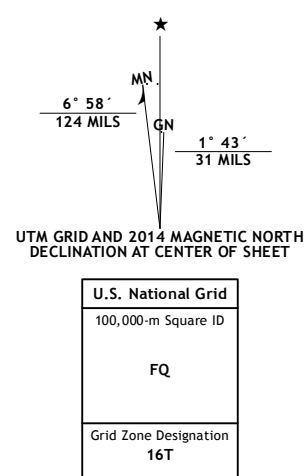 ★
MN
6° 58´
124 MILS
GN
1° 43´
31 MILS
UTM GRID AND 2014 MAGNETIC NORTH
DECLINATION AT CENTER OF SHEET
U.S. National Grid
100,000-m Square ID
FQ
Grid Zone Designation
16T